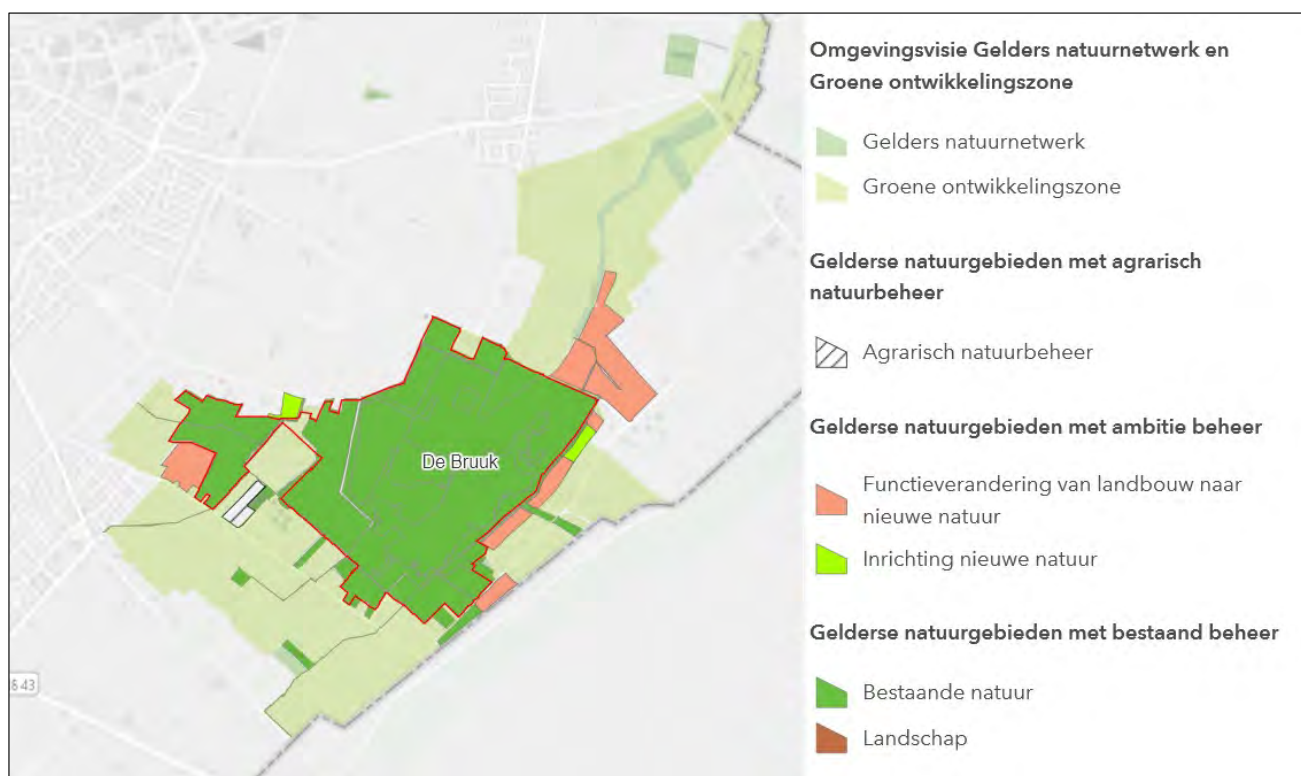 Omgevingsvisie Gelders natuurnetwerk en
Groene ontwikkelingszone
Gelders natuurnetwerk
Groene ontwikkelingszone
Gelderse natuurgebieden met agrarisch
natuurbeheer
Agrarisch natuurbeheer
Gelderse natuurgebieden met ambitie beheer
Functieverandering van landbouw naar
nieuwe natuur
Inrichting nieuwe natuur
Gelderse natuurgebieden met bestaand beheer
Bestaande natuur
Landschap
De Bruuk
43